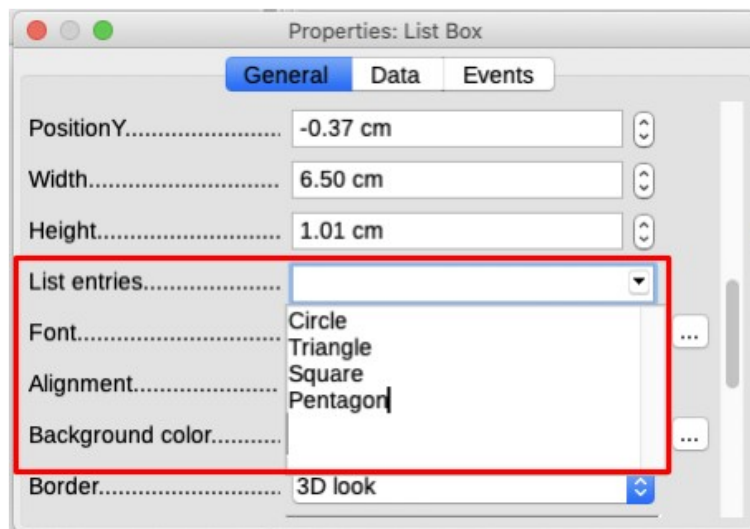 Properties: List Box
General Data Events
PositionY........................ -0.37 cm
Width............................. 6.50 cm
Height............................ 1.01 cm
List entries.....................
Circle
Font...............................
Triangle
Square
Alignment......................
Pentagon
Background color..........
Border........................... 3D look